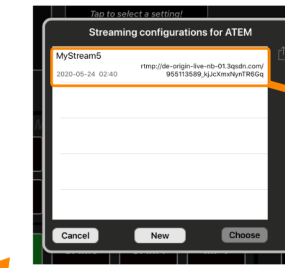 Tap to select a setting!
Streaming configurations for ATEM
MyStream5
2020-05-24 02:40
rtmp://de-origin-live-nb-01.3qsdn.com/
955113589_kjJcXmxNynTR6Gq
Cancel
New
Choose